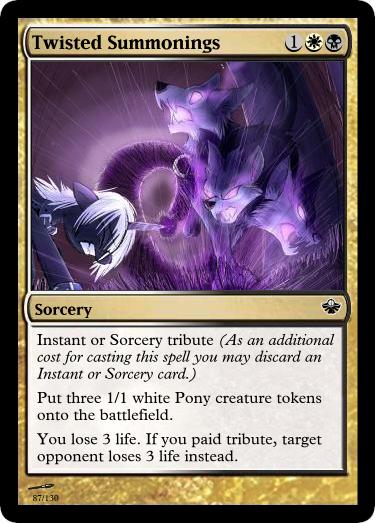 Twisted Summonings 1
Sorcery
Instant or Sorcery tribute (As an additional
cost for casting this spell you may discard an
Instant or Sorcery card.)
Put three 1/1 white Pony creature tokens
onto the battlefield.
You lose 3 life. If you paid tribute, target
opponent loses 3 life instead.
87/130